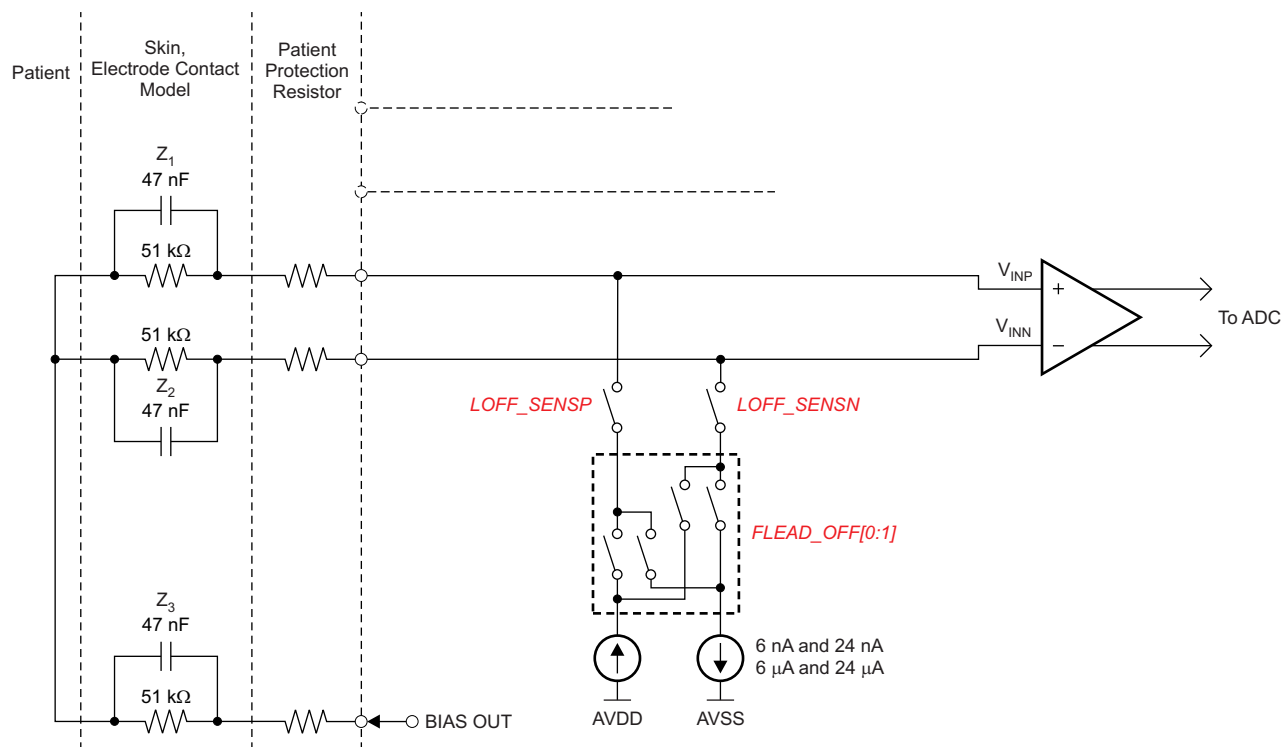 Patient
Skin,
Electrode Contact
Model
Patient
Protection
Resistor
Z1
47 nF
51 kΩ
51 kΩ
Z2
47 nF
VINP
VINN
+
−
To ADC
LOFF_SENSP
LOFF_SENSN
FLEAD_OFF[0:1]
6 nA and 24 nA
6 μA and 24 μA
AVDD
AVSS
Z3
47 nF
51 kΩ
BIAS OUT